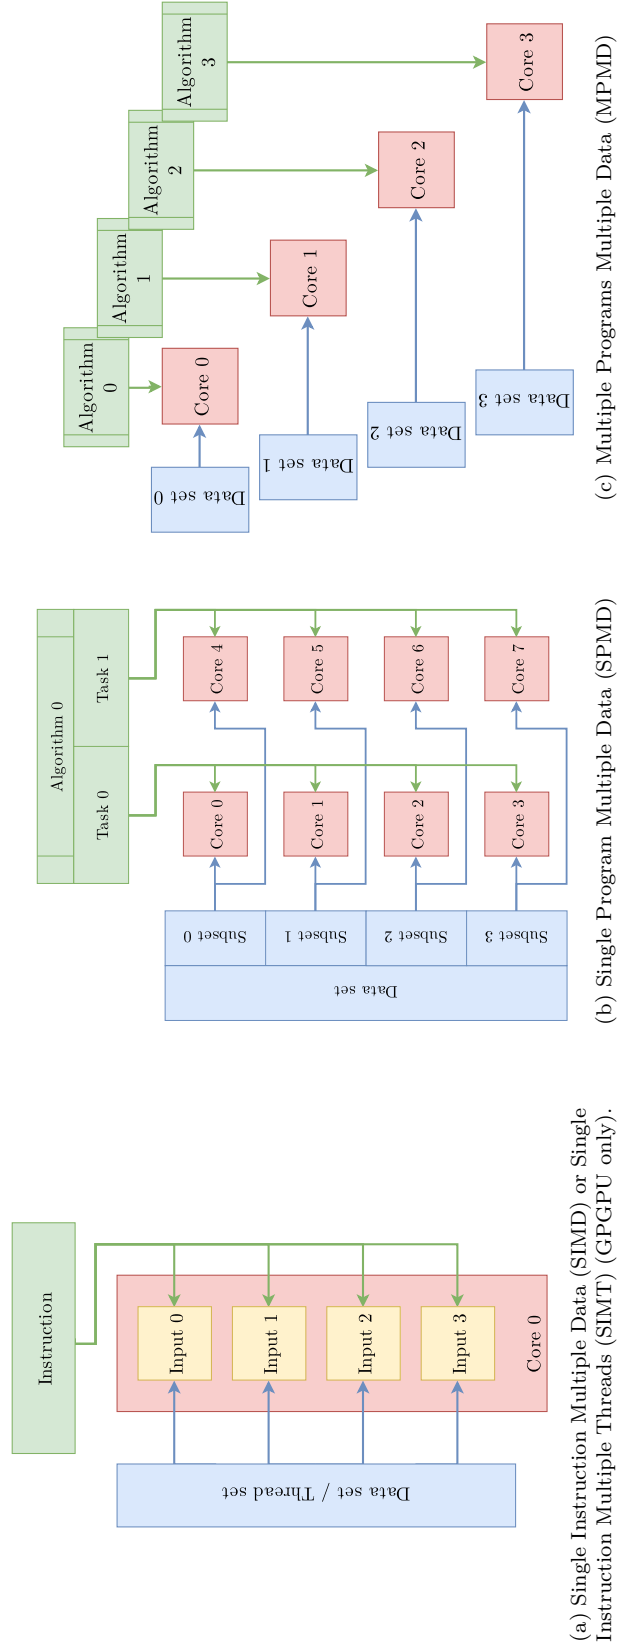 Instruction
Input 0
Input 1
Input 2
Input 3
Core 0
Data set / Thread set
(a) Single Instruction Multiple Data (SIMD) or Single
Instruction Multiple Threads (SIMT) (GPGPU only).
Algorithm 0
Task 0
Task 1
Core 0
Core 4
Core 1
Core 5
Core 2
Core 6
Core 3
Core 7
Data set
Subset 0
Subset 1
Subset 2
Subset 3
(b) Single Program Multiple Data (SPMD)
Algorithm
0
Algorithm
1
Algorithm
2
Algorithm
3
Core 0
Core 1
Core 2
Core 3
Data set 0
Data set 1
Data set 2
Data set 3
(c) Multiple Programs Multiple Data (MPMD)